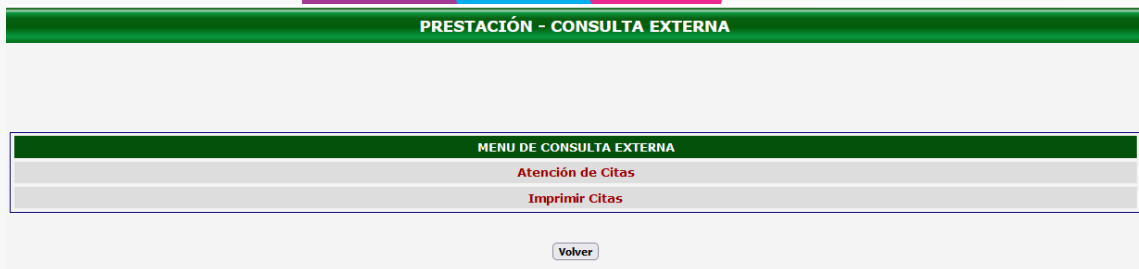 PRESTACIÓN - CONSULTA EXTERNA
MENU DE CONSULTA EXTERNA
Atención de Citas
Imprimir Citas
Volver